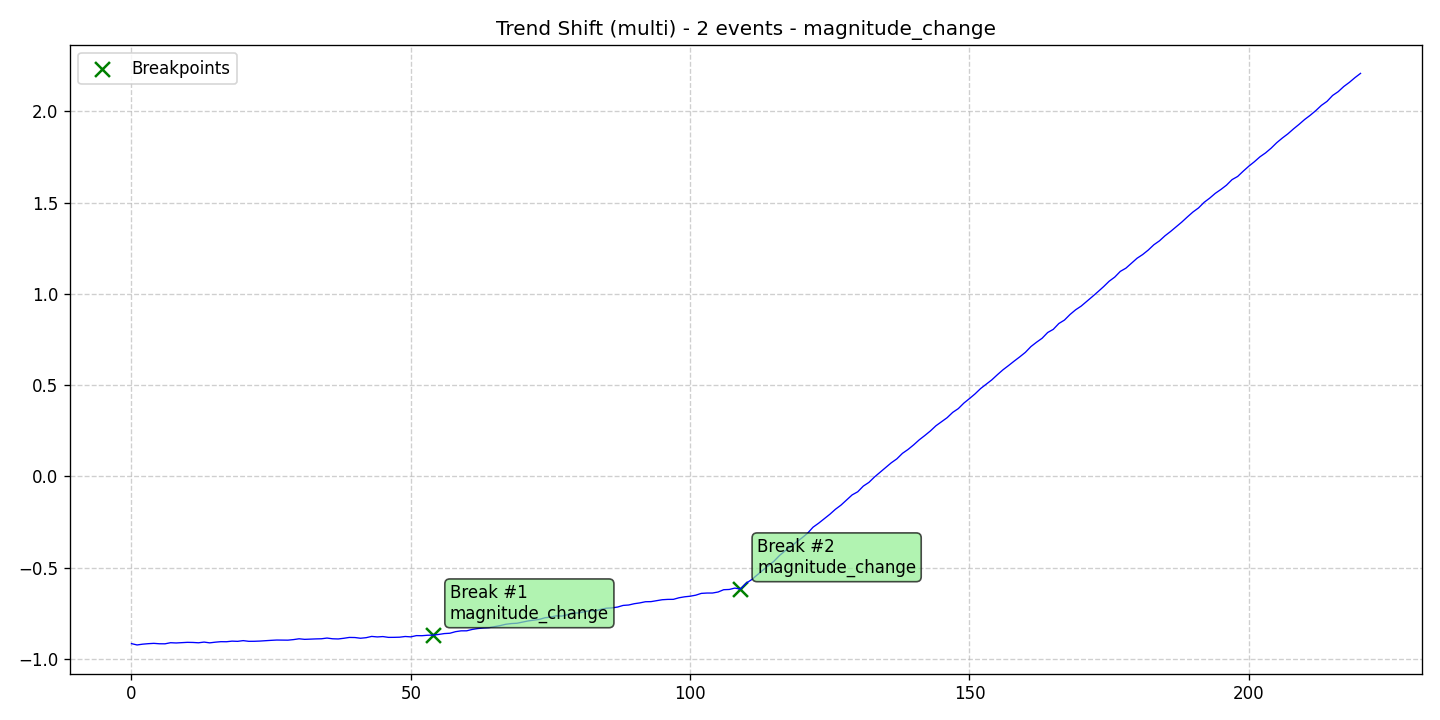 Trend Shift (multi) - 2 events - magnitude_change
Breakpoints
2.0
1.5
1.0
0.5
0.0
−0.5
−1.0
Break #1
magnitude_change
Break #2
magnitude_change
0
50
100
150
200